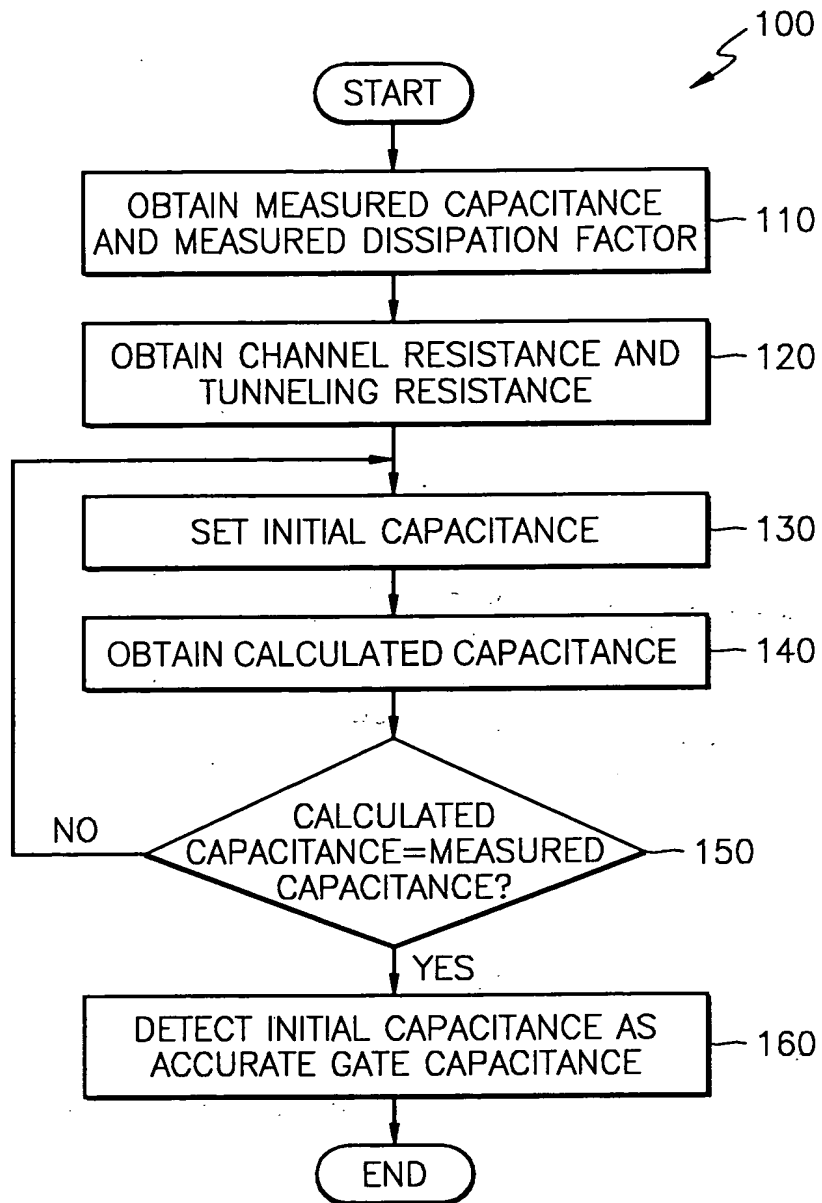 100
START
OBTAIN MEASURED CAPACITANCE
AND MEASURED DISSIPATION FACTOR
110
OBTAIN CHANNEL RESISTANCE AND
TUNNELING RESISTANCE
120
SET INITIAL CAPACITANCE
130
OBTAIN CALCULATED CAPACITANCE
140
CALCULATED
CAPACITANCE=MEASURED
CAPACITANCE?
150
NO
YES
DETECT INITIAL CAPACITANCE AS
ACCURATE GATE CAPACITANCE
160
END